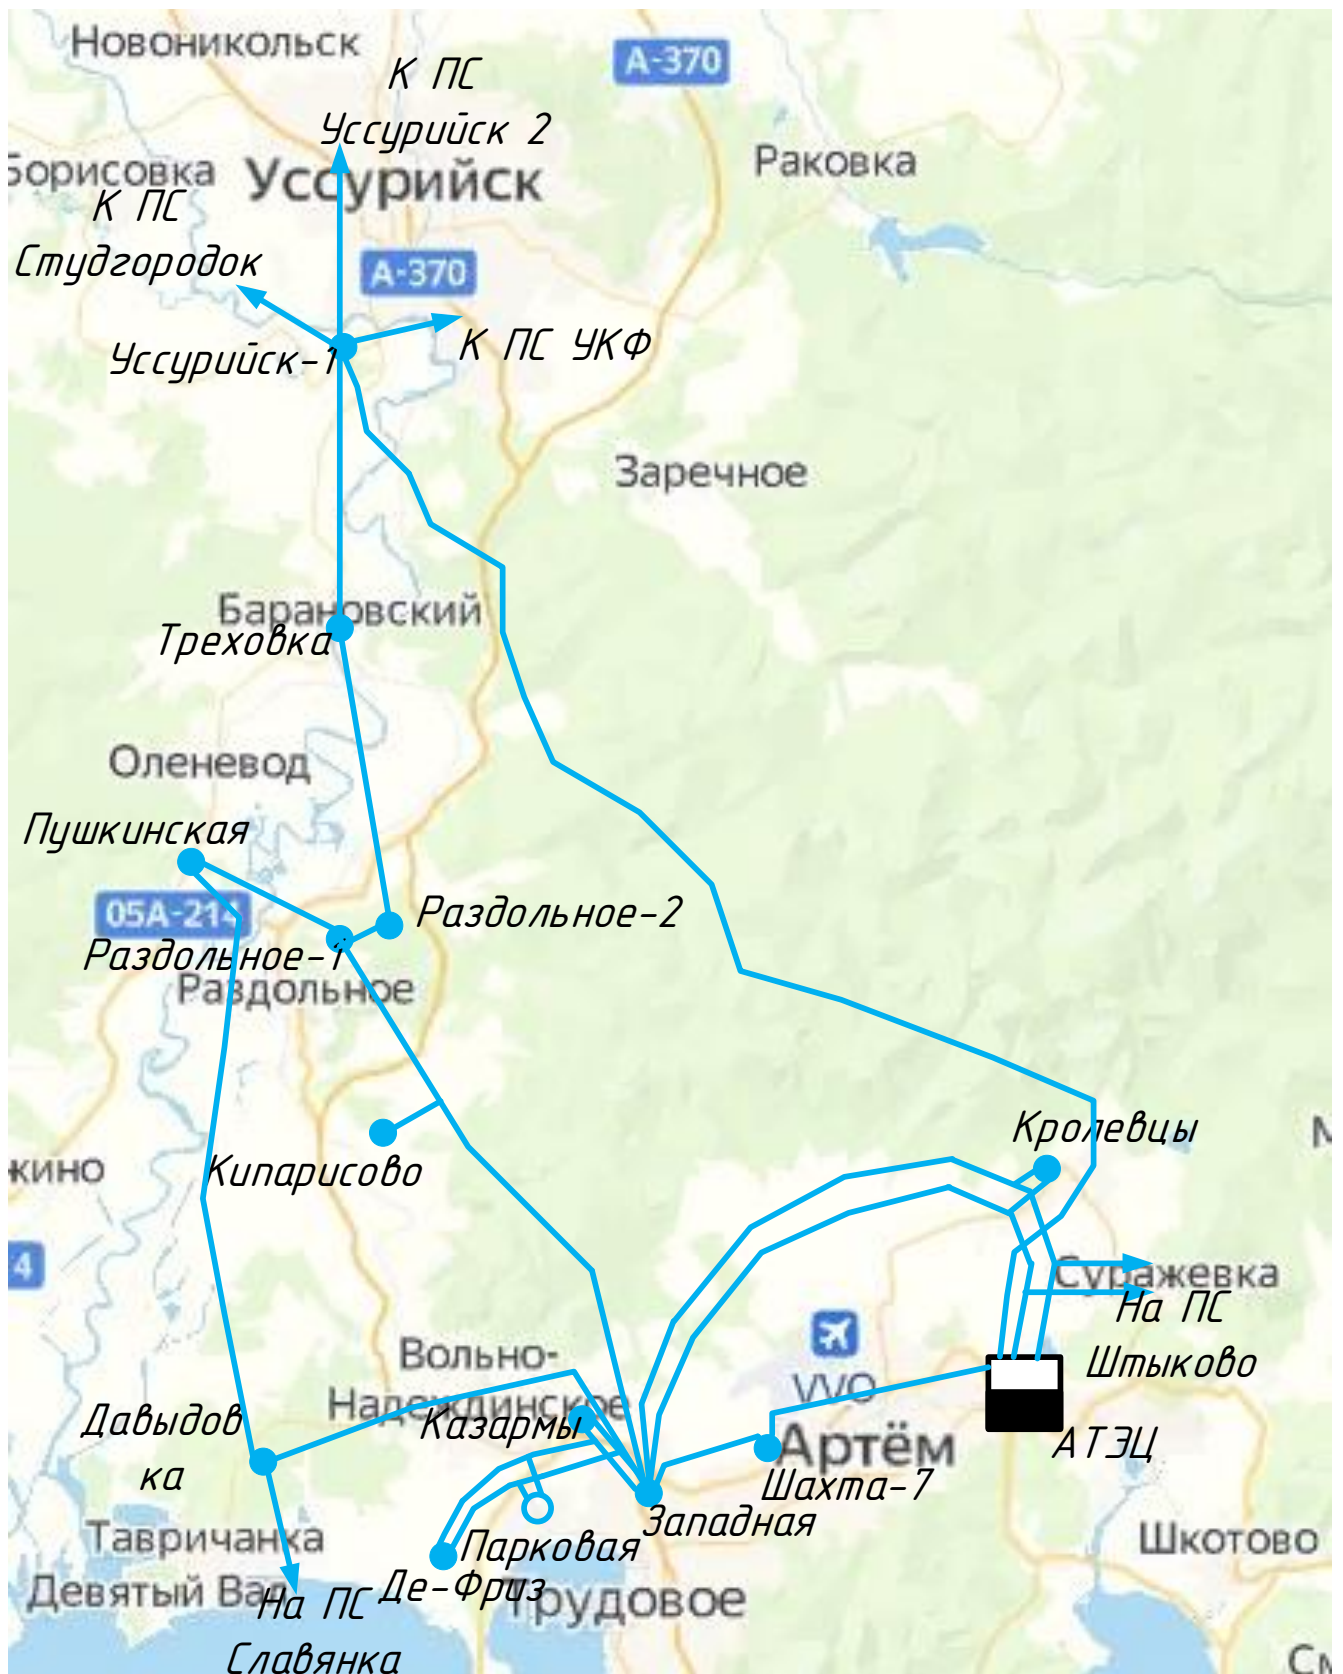 Новоникольск
А-370
К ПС
Уссурийск 2
Раковка
Борисовка
Уссурийск
К ПС
Студгородок
А-370
К ПС УКФ
Уссурийск-1
Заречное
Барановский
Треховка
Оленевод
Пушкинская
05А-214
Раздольное-2
Раздольное-1
Раздольное
Кролевцы
кино
Кипарисово
4
Суражевка
На ПС
Штыково
Вольно-
Надеждинское
VVO
Казармы
Давыдов
ка
Артём
АТЭЦ
Шахта-7
Западная
Тавричанка
Парковая
Шкотово
Девятый Вал
Де-Фриз
Трудовое
На ПС
Славянка